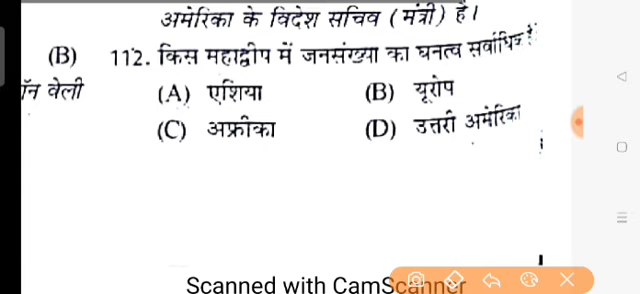 अमेरिका के विदेश सचिव (मंत्री) है।
(B)
112. किस महाद्वीप में जनसंख्या का घनत्व सर्वाधिक है?
ॉन वेली
(A) एशिया
(B) यूरोप
(C) अफ्रीका
(D) उत्तरी अमेरिका
Scanned with CamScanner